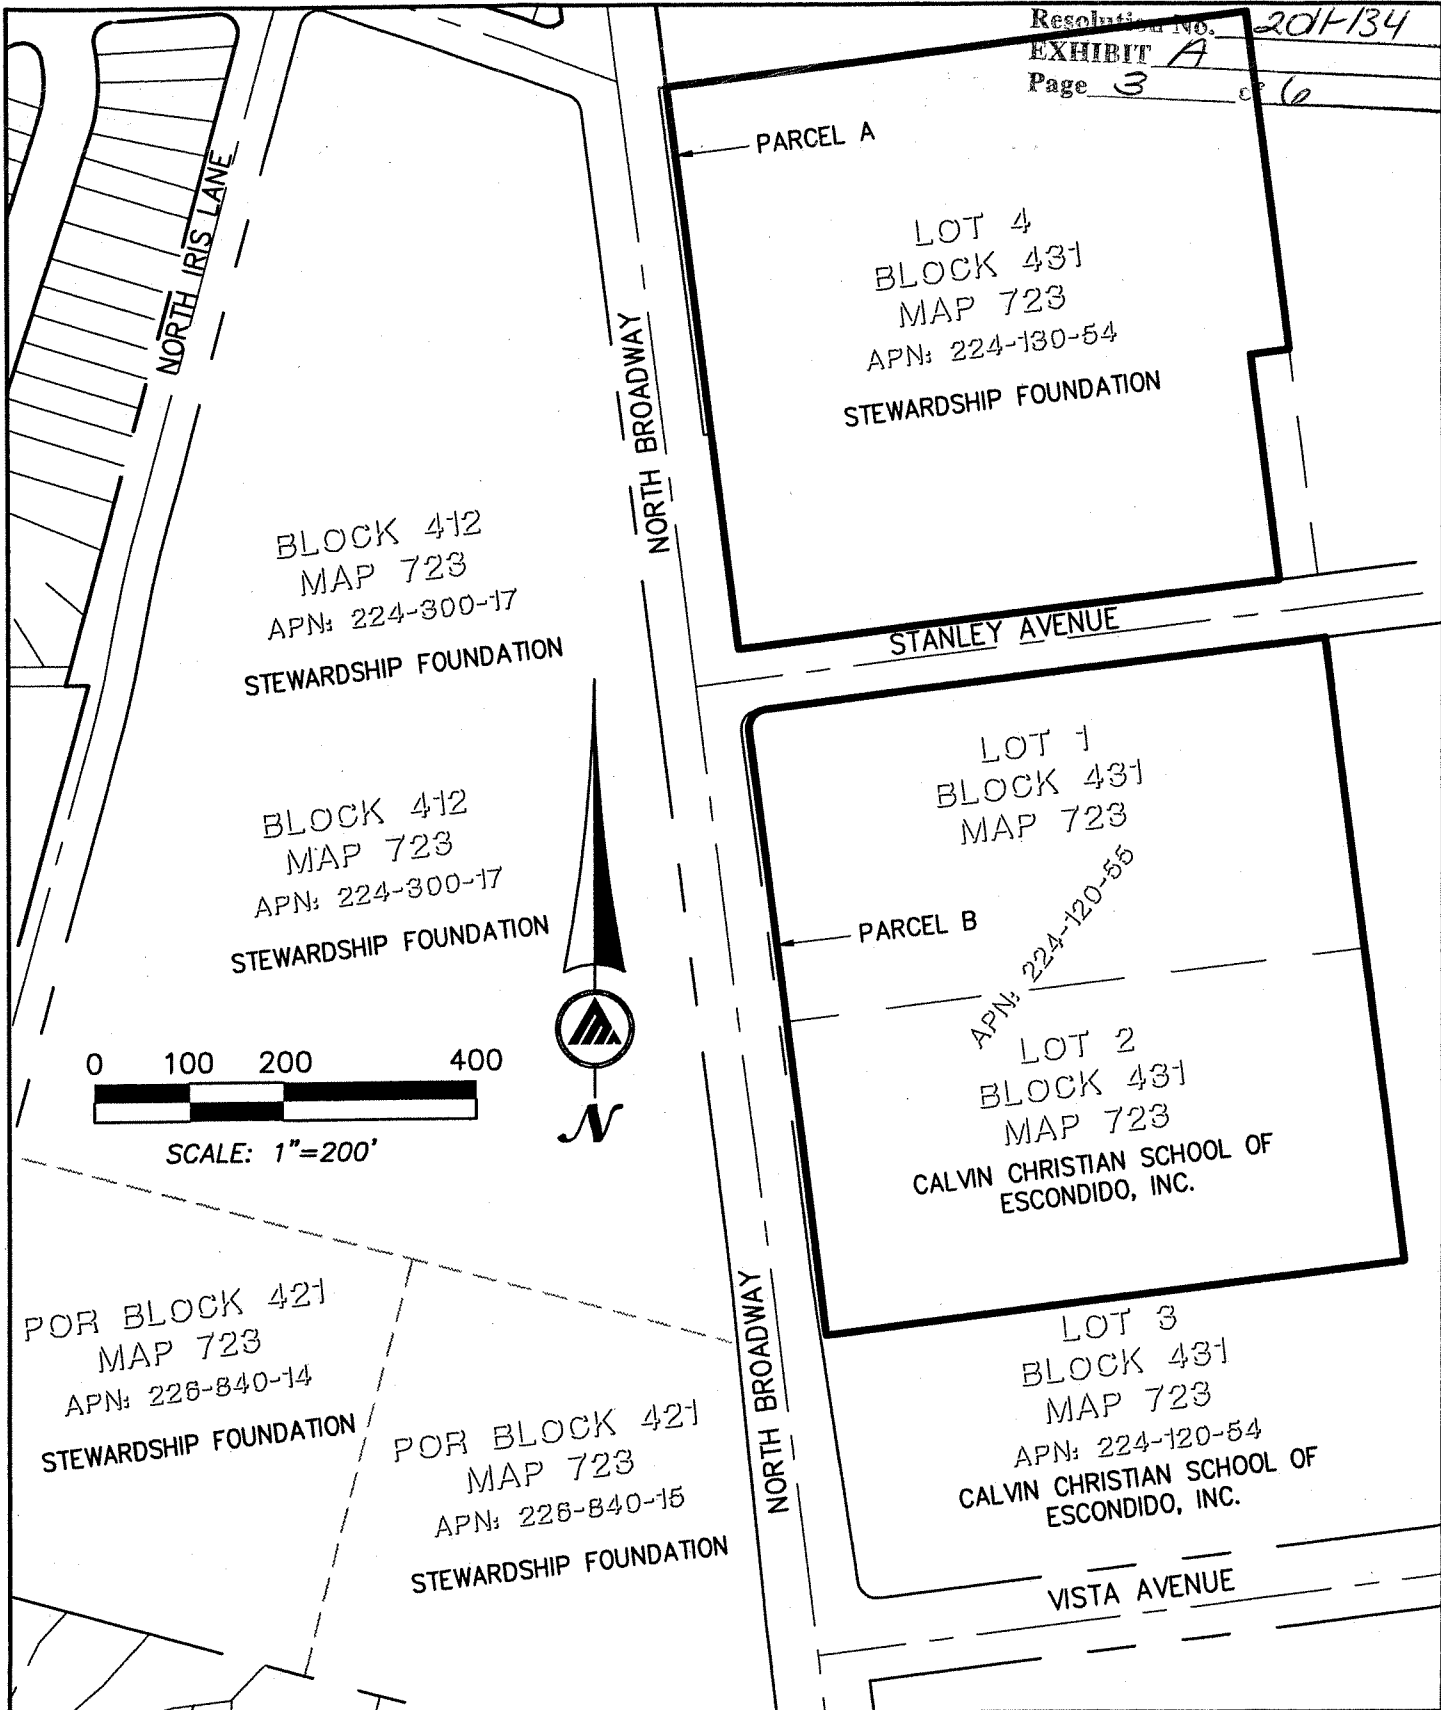 Resolution No. 2011-134
EXHIBIT A
Page 3 of 6
PARCEL A
LOT 4
BLOCK 431
MAP 723
APN: 224-130-54
STEWARDSHIP FOUNDATION
NORTH IRIS LANE
NORTH BROADWAY
NORTH BROADWAY
BLOCK 412
MAP 723
APN: 224-300-17
STEWARDSHIP FOUNDATION
STANLEY AVENUE
BLOCK 412
MAP 723
APN: 224-300-17
STEWARDSHIP FOUNDATION
LOT 1
BLOCK 431
MAP 723
PARCEL B
APN: 224-120-55
LOT 2
BLOCK 431
MAP 723
CALVIN CHRISTIAN SCHOOL OF
ESCONDIDO, INC.
0 100 200 400
SCALE: 1"=200'
N
POR BLOCK 421
MAP 723
APN: 226-840-14
STEWARDSHIP FOUNDATION
POR BLOCK 421
MAP 723
APN: 226-840-15
STEWARDSHIP FOUNDATION
NORTH BROADWAY
LOT 3
BLOCK 431
MAP 723
APN: 224-120-54
CALVIN CHRISTIAN SCHOOL OF
ESCONDIDO, INC.
VISTA AVENUE